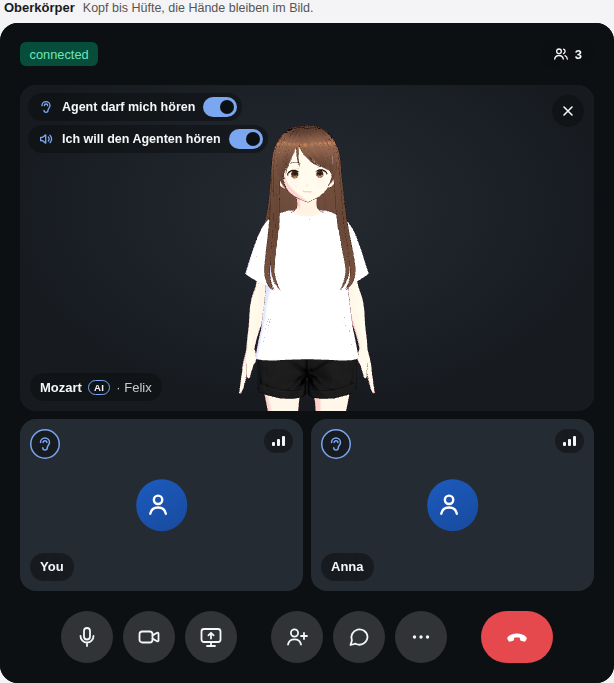 Oberkörper Kopf bis Hüfte, die Hände bleiben im Bild.
connected
3
Agent darf mich hören
Ich will den Agenten hören
Mozart AI · Felix
You
Anna